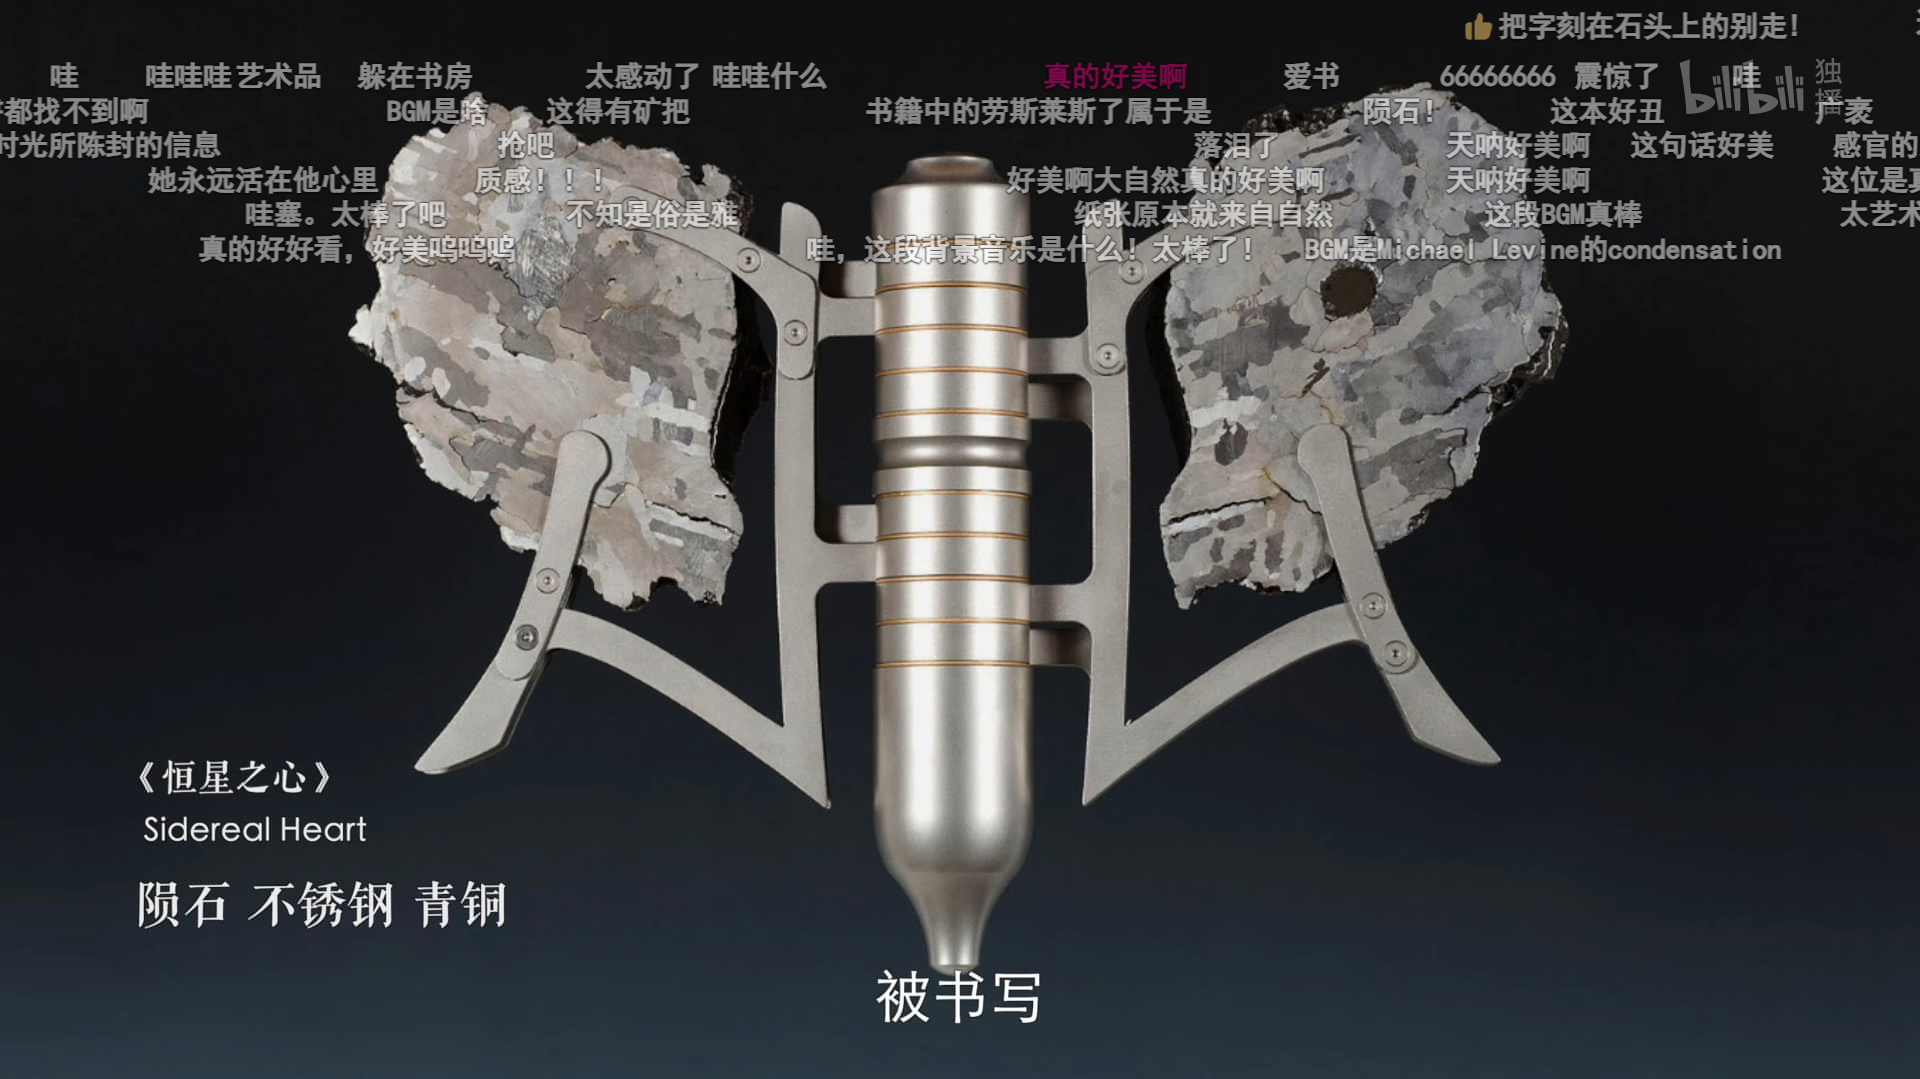 把字刻在石头上的别走！
哇 哇哇哇 艺术品 躲在书房 太感动了 哇哇什么 真的好美啊 爱书 66666666 震惊了 哇
bilibili 独播
都找不到啊 BGM是啥 这得有矿把 书籍中的劳斯莱斯了属于是 陨石！ 这本好丑 广袤
时光所陈封的信息 抢吧 落泪了 天呐好美啊 这句话好美 感官的
她永远活在他心里 质感！！！ 好美啊大自然真的好美啊 天呐好美啊 这位是真
哇塞。太棒了吧 不知是俗是雅 纸张原本就来自自然 这段BGM真棒 太艺术
真的好好看，好美呜呜呜 哇，这段背景音乐是什么！太棒了！ BGM是Michael Levine的condensation
《恒星之心》
Sidereal Heart
陨石 不锈钢 青铜
被书写